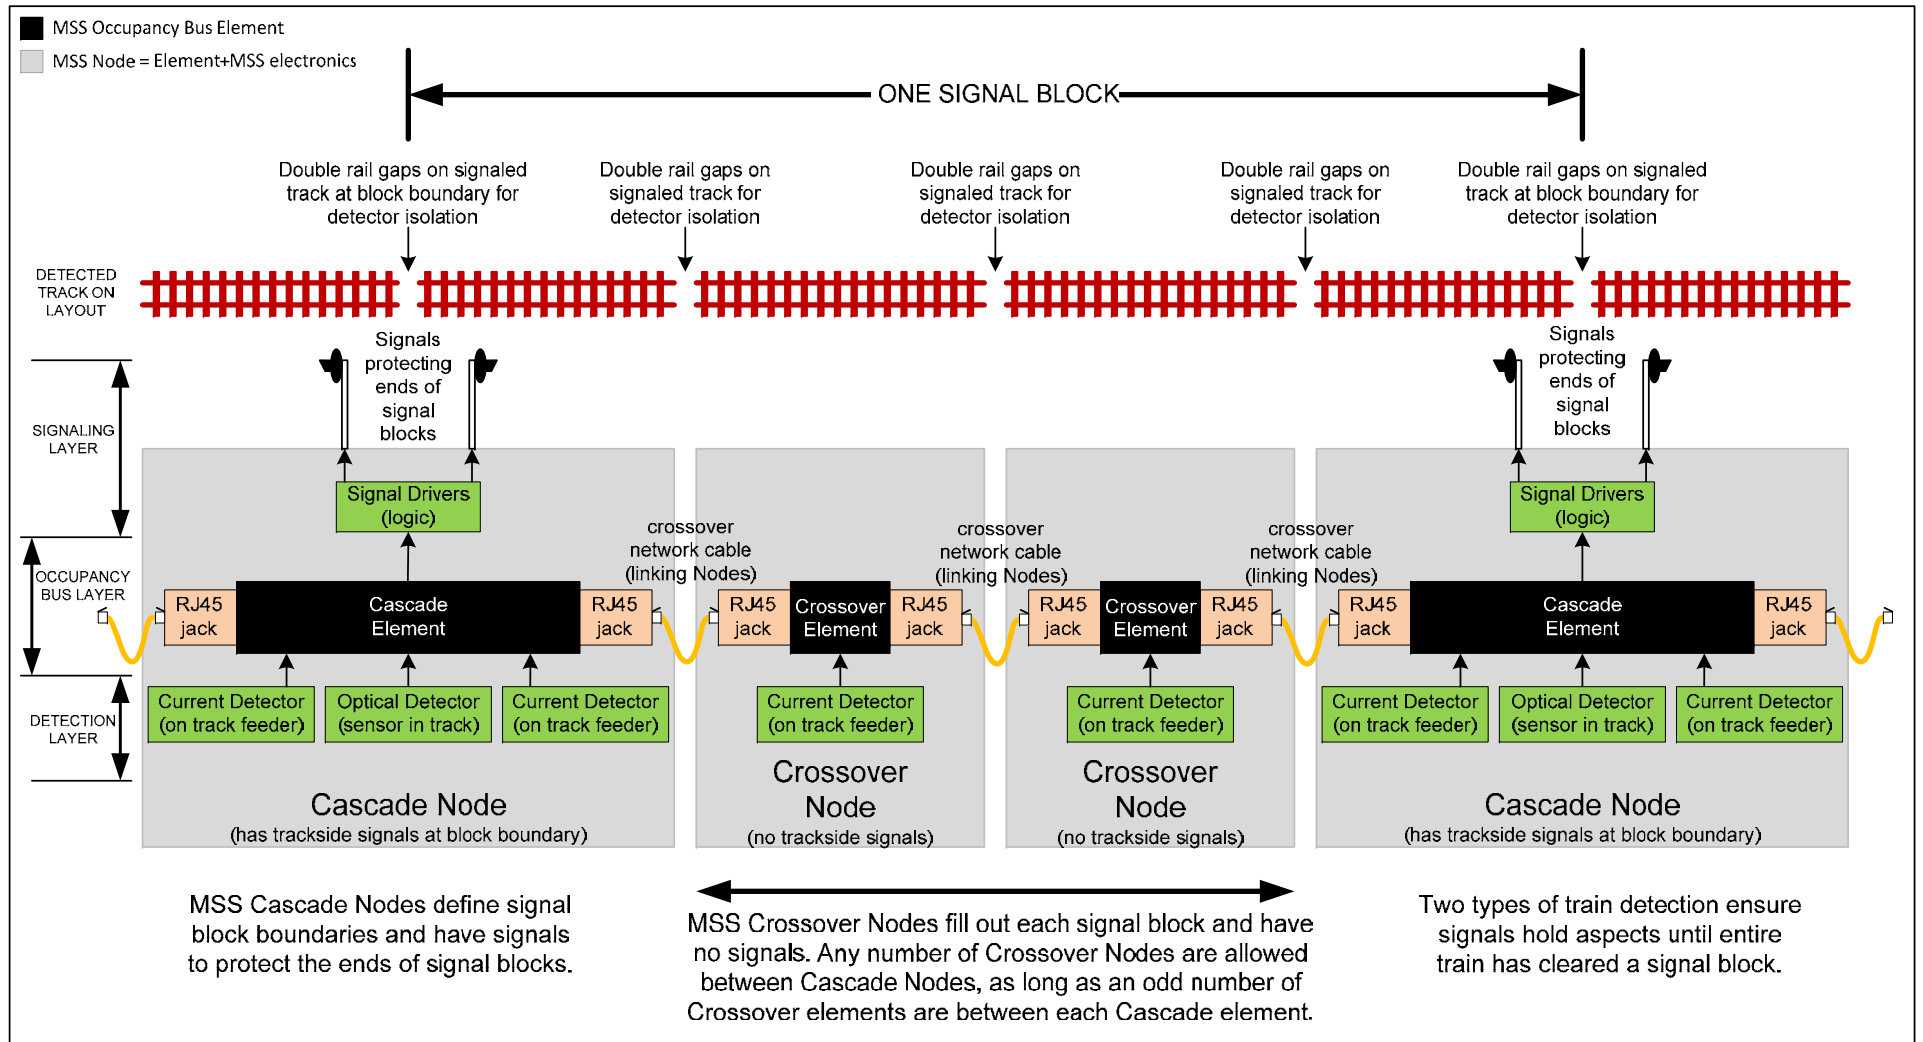 MSS Occupancy Bus Element
MSS Node = Element+MSS electronics
ONE SIGNAL BLOCK
Double rail gaps on signaled
track at block boundary for
detector isolation
Double rail gaps on
signaled track for
detector isolation
Double rail gaps on
signaled track for
detector isolation
Double rail gaps on
signaled track for
detector isolation
Double rail gaps on signaled
track at block boundary for
detector isolation
DETECTED
TRACK ON
LAYOUT
Signals
protecting
ends of
signal
blocks
Signals
protecting
ends of
signal
blocks
SIGNALING
LAYER
Signal Drivers
(logic)
Signal Drivers
(logic)
crossover
network cable
(linking Nodes)
crossover
network cable
(linking Nodes)
crossover
network cable
(linking Nodes)
OCCUPANCY
BUS LAYER
RJ45
jack
Cascade
Element
RJ45
jack
RJ45
jack
Crossover
Element
RJ45
jack
RJ45
jack
Crossover
Element
RJ45
jack
RJ45
jack
Cascade
Element
RJ45
jack
DETECTION
LAYER
Current Detector
(on track feeder)
Optical Detector
(sensor in track)
Current Detector
(on track feeder)
Current Detector
(on track feeder)
Current Detector
(on track feeder)
Current Detector
(on track feeder)
Optical Detector
(sensor in track)
Current Detector
(on track feeder)
Cascade Node
(has trackside signals at block boundary)
Crossover
Node
(no trackside signals)
Crossover
Node
(no trackside signals)
Cascade Node
(has trackside signals at block boundary)
MSS Cascade Nodes define signal
block boundaries and have signals
to protect the ends of signal blocks.
MSS Crossover Nodes fill out each signal block and have
no signals. Any number of Crossover Nodes are allowed
between Cascade Nodes, as long as an odd number of
Crossover elements are between each Cascade element.
Two types of train detection ensure
signals hold aspects until entire
train has cleared a signal block.